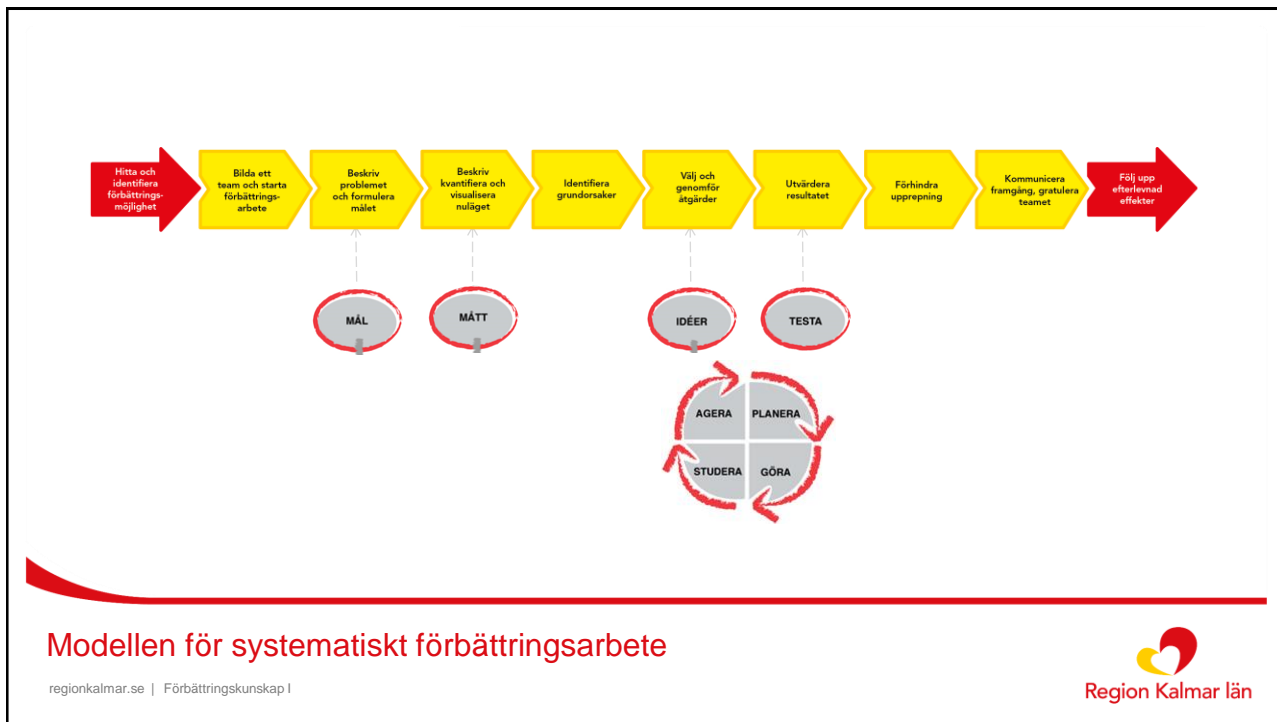 Hitta och
identifiera
förbättrings-
möjlighet
Bilda ett
team och starta
förbättrings-
arbete
Beskriv
problemet
och formulera
målet
Beskriv
kvantifiera och
visualisera
nuläget
Identifiera
grundorsaker
Välj och
genomför
åtgärder
Utvärdera
resultatet
Förhindra
upprepning
Kommunicera
framgång, gratulera
teamet
Följ upp
efterlevnad
effekter
MÅL
MÅTT
IDÉER
TESTA
AGERA
PLANERA
STUDERA
GÖRA
Modellen för systematiskt förbättringsarbete
regionkalmar.se | Förbättringskunskap I
Region Kalmar län